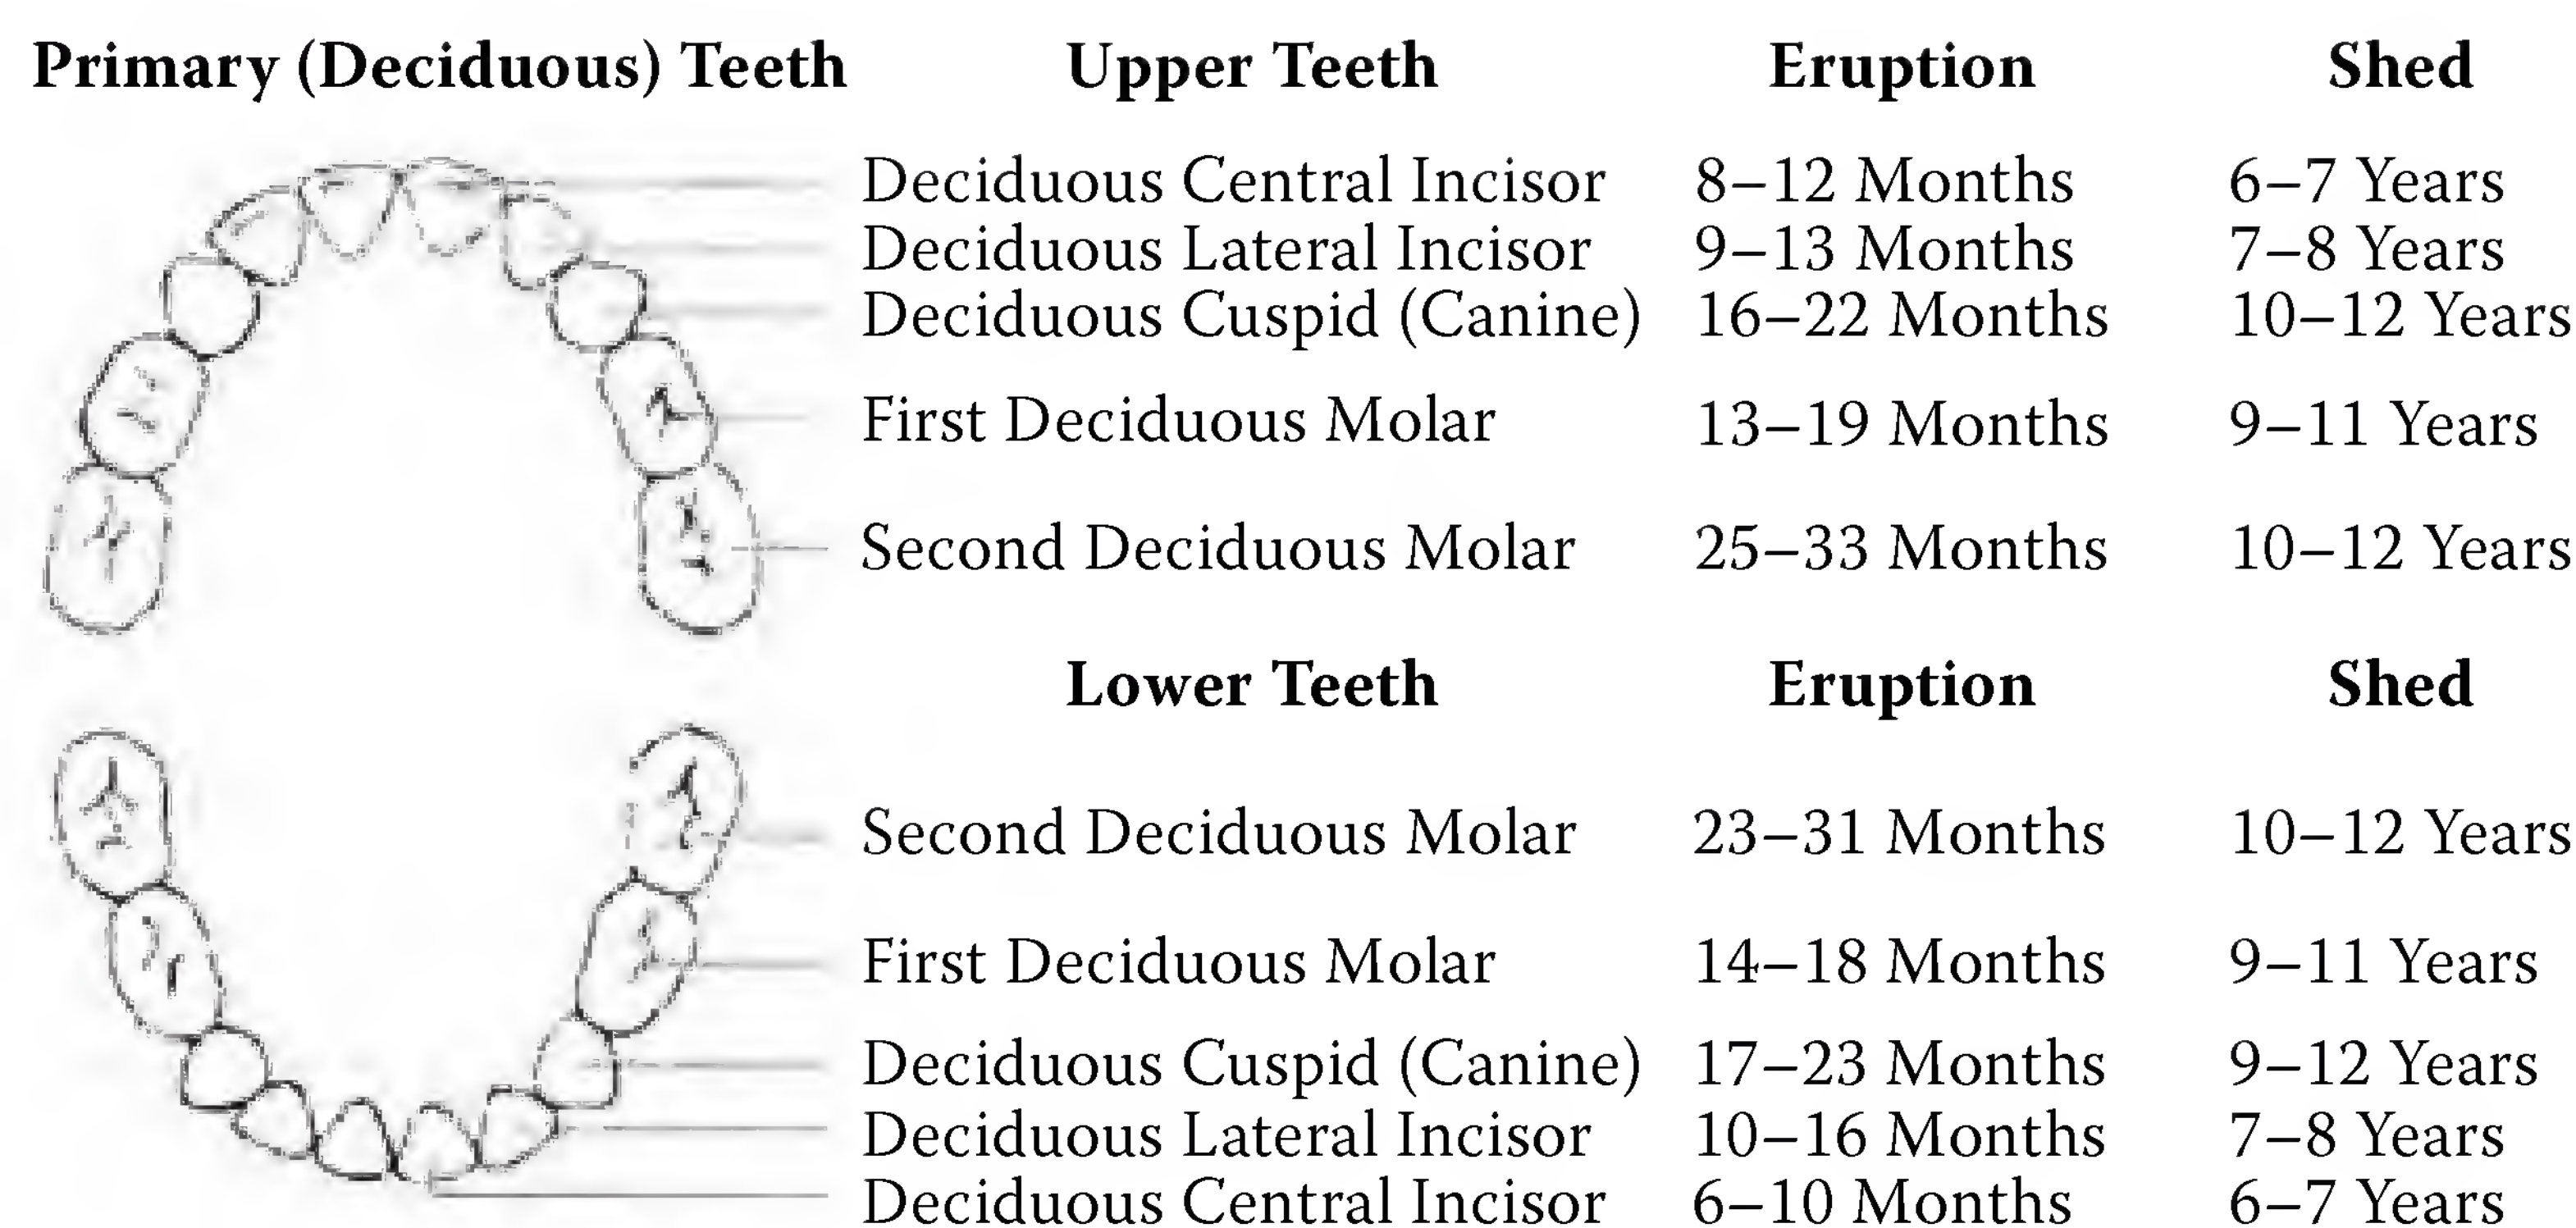 Primary (Deciduous) Teeth Upper Teeth Eruption Shed
Deciduous Central Incisor 8–12 Months 6–7 Years
Deciduous Lateral Incisor 9–13 Months 7–8 Years
Deciduous Cuspid (Canine) 16–22 Months 10–12 Years
First Deciduous Molar 13–19 Months 9–11 Years
Second Deciduous Molar 25–33 Months 10–12 Years
Lower Teeth Eruption Shed
Second Deciduous Molar 23–31 Months 10–12 Years
First Deciduous Molar 14–18 Months 9–11 Years
Deciduous Cuspid (Canine) 17–23 Months 9–12 Years
Deciduous Lateral Incisor 10–16 Months 7–8 Years
Deciduous Central Incisor 6–10 Months 6–7 Years